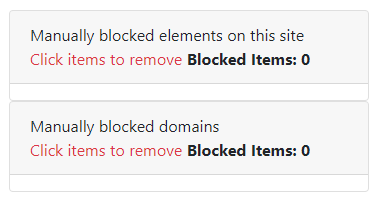 Manually blocked elements on this site
Click items to remove Blocked Items: 0
Manually blocked domains
Click items to remove Blocked Items: 0